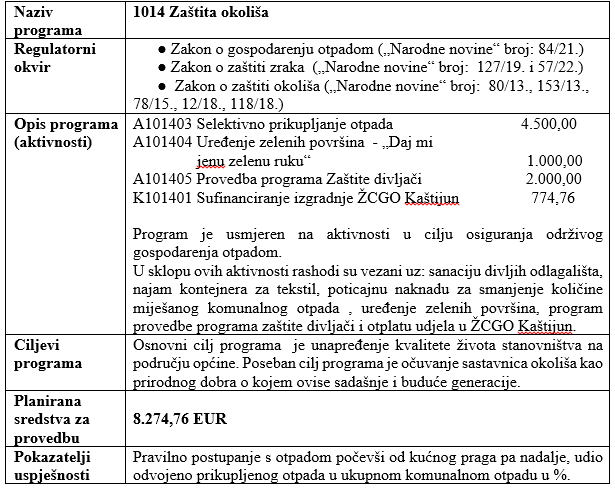 Naziv programa 1014 Zaštita okoliša
Regulatorni okvir
● Zakon o gospodarenju otpadom („Narodne novine“ broj: 84/21.)
● Zakon o zaštiti zraka („Narodne novine“ broj: 127/19. i 57/22.)
● Zakon o zaštiti okoliša („Narodne novine“ broj: 80/13., 153/13., 78/15., 12/18., 118/18.)
Opis programa (aktivnosti)
A101403 Selektivno prikupljanje otpada 4.500,00
A101404 Uređenje zelenih površina - „Daj mi
jenu zelenu ruku“ 1.000,00
A101405 Provedba programa Zaštite divljači 2.000,00
K101401 Sufinanciranje izgradnje ŽCGO Kaštijun 774,76
Program je usmjeren na aktivnosti u cilju osiguranja održivog
gospodarenja otpadom.
U sklopu ovih aktivnosti rashodi su vezani uz: sanaciju divljih odlagališta,
najam kontejnera za tekstil, poticajnu naknadu za smanjenje količine
miješanog komunalnog otpada , uređenje zelenih površina, program
provedbe programa zaštite divljači i otplatu udjela u ŽCGO Kaštijun.
Ciljevi programa
Osnovni cilj programa je unapređenje kvalitete života stanovništva na
području općine. Poseban cilj programa je očuvanje sastavnica okoliša kao
prirodnog dobra o kojem ovise sadašnje i buduće generacije.
Planirana sredstva za provedbu
8.274,76 EUR
Pokazatelji uspješnosti
Pravilno postupanje s otpadom počevši od kućnog praga pa nadalje, udio
odvojeno prikupljenog otpada u ukupnom komunalnom otpadu u %.